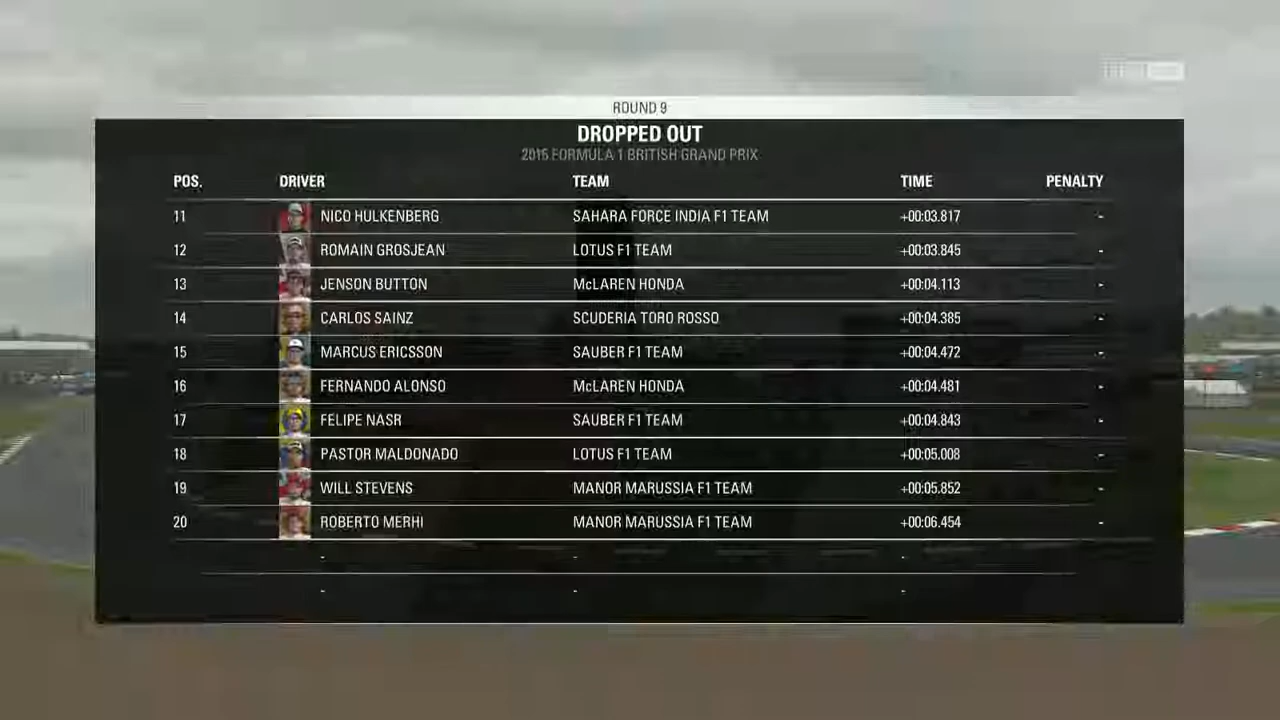 ROUND 9
DROPPED OUT
2015 FORMULA 1 BRITISH GRAND PRIX
POS. DRIVER TEAM TIME PENALTY
11 NICO HULKENBERG SAHARA FORCE INDIA F1 TEAM +00:03.817 -
12 ROMAIN GROSJEAN LOTUS F1 TEAM +00:03.845 -
13 JENSON BUTTON McLAREN HONDA +00:04.113 -
14 CARLOS SAINZ SCUDERIA TORO ROSSO +00:04.385 -
15 MARCUS ERICSSON SAUBER F1 TEAM +00:04.472 -
16 FERNANDO ALONSO McLAREN HONDA +00:04.481 -
17 FELIPE NASR SAUBER F1 TEAM +00:04.843 -
18 PASTOR MALDONADO LOTUS F1 TEAM +00:05.008 -
19 WILL STEVENS MANOR MARUSSIA F1 TEAM +00:05.852 -
20 ROBERTO MERHI MANOR MARUSSIA F1 TEAM +00:06.454 -
- - -
- - -